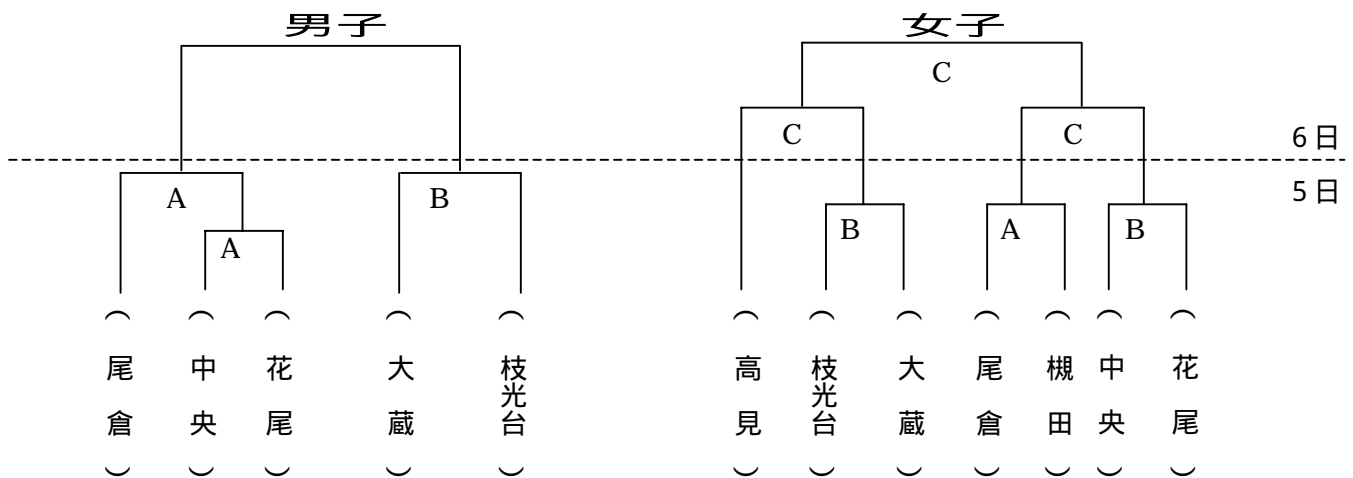 男子
女子
C
C
C
6日
5日
A
B
A
B
A
B
（尾倉）
（中央）
（花尾）
（大蔵）
（枝光台）
（高見）
（枝光台）
（大蔵）
（尾倉）
（槻田）
（中央）
（花尾）